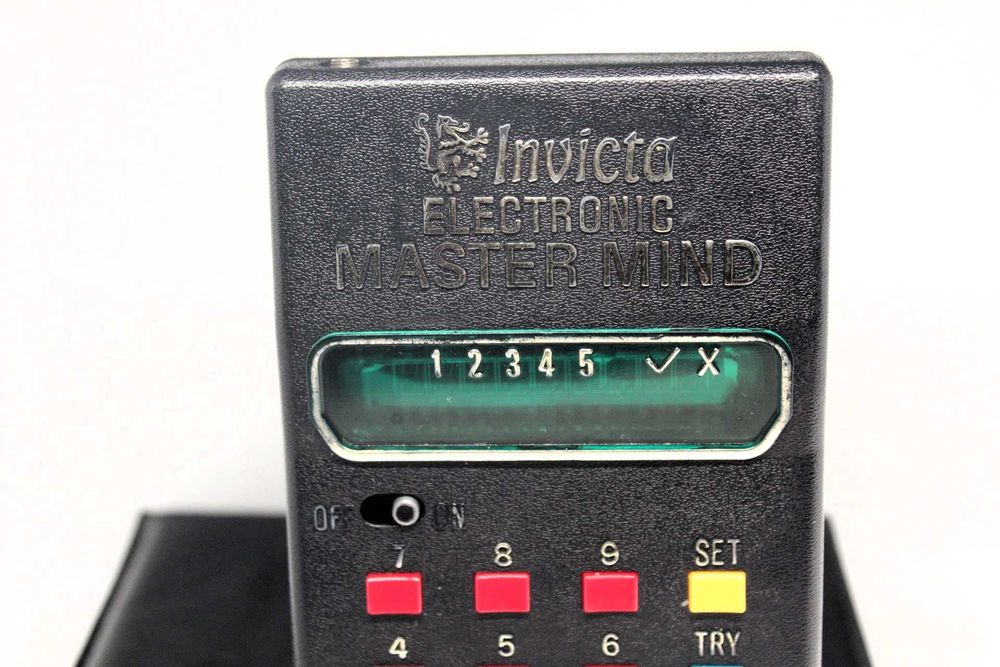 Invicta
ELECTRONIC
MASTER MIND
1 2 3 4 5 ✓ X
OFF ON
7 8 9 SET
4 5 6 TRY